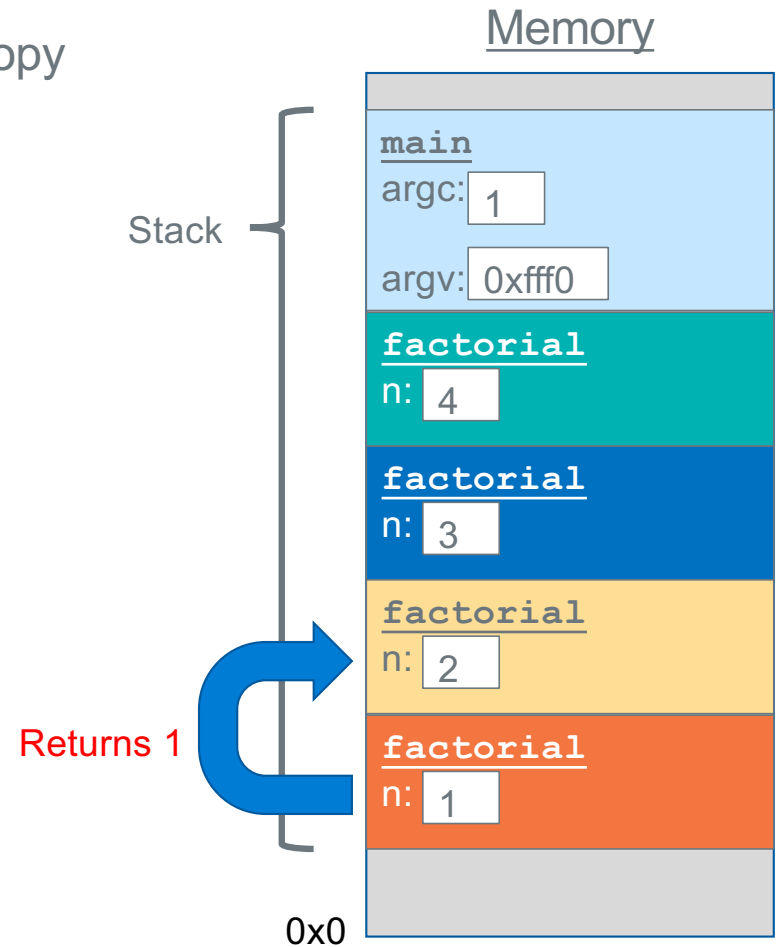 opy
Memory
Stack
main
argc: 1
argv: 0xfff0
factorial
n: 4
factorial
n: 3
factorial
n: 2
Returns 1
factorial
n: 1
0x0